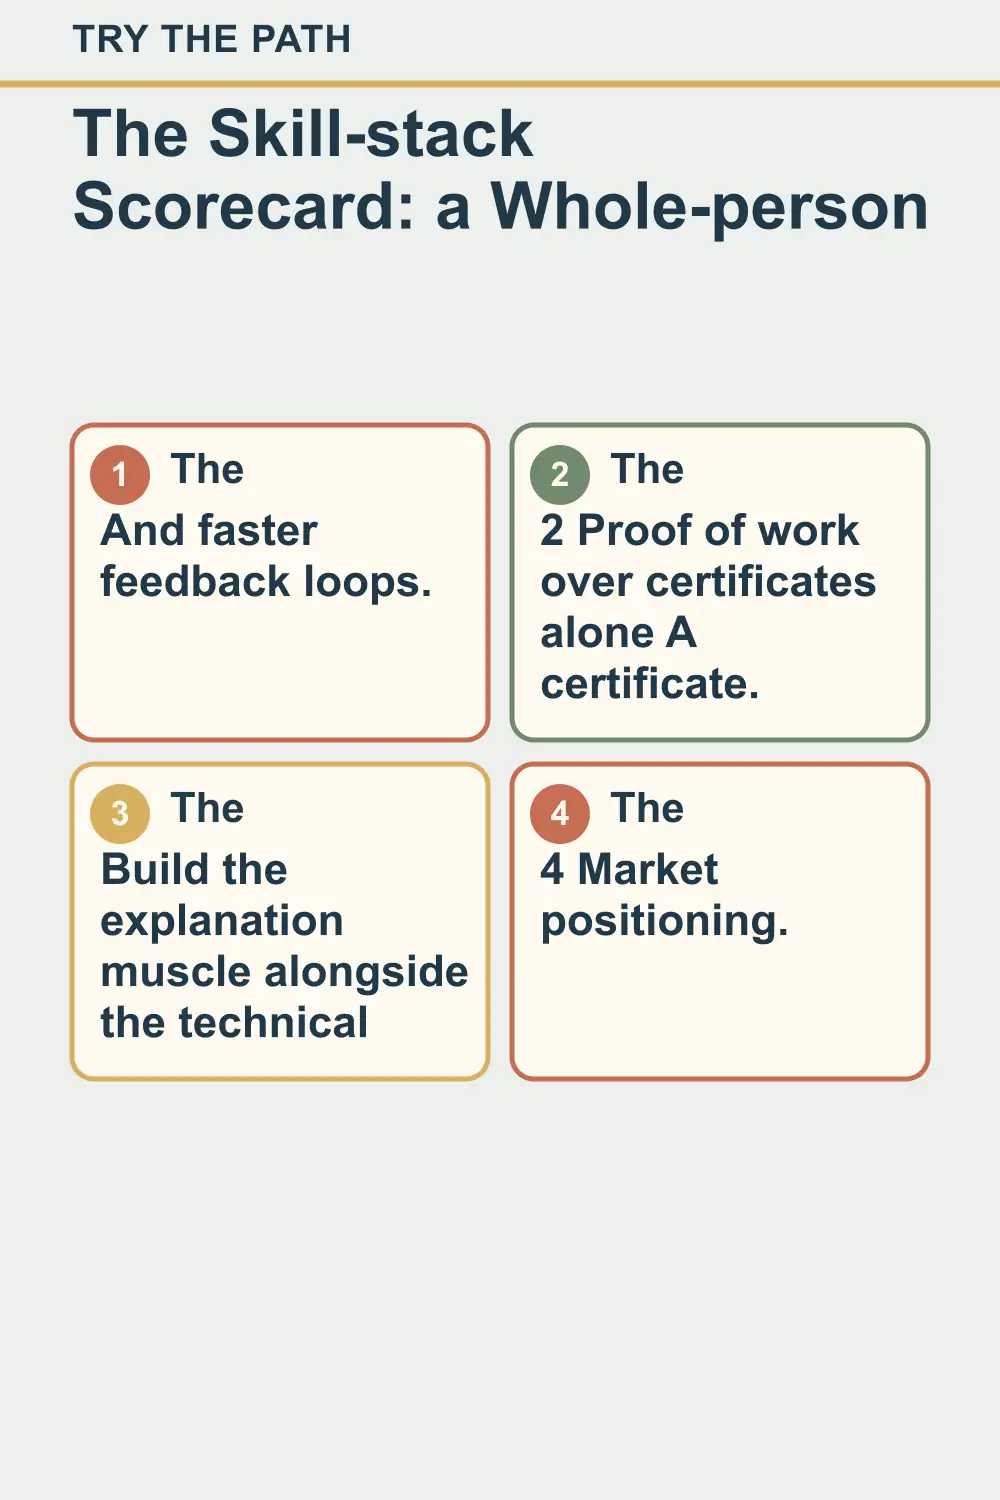 TRY THE PATH
The Skill-stack
Scorecard: a Whole-person
1 The
And faster
feedback loops.
2 The
2 Proof of work
over certificates
alone A
certificate.
3 The
Build the
explanation
muscle alongside
the technical
4 The
4 Market
positioning.